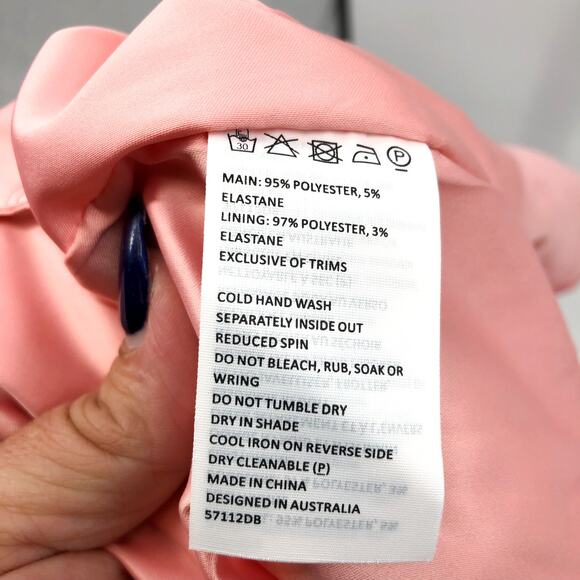 30 P
MAIN: 95% POLYESTER, 5%
ELASTANE
LINING: 97% POLYESTER, 3%
ELASTANE
EXCLUSIVE OF TRIMS
COLD HAND WASH
SEPARATELY INSIDE OUT
REDUCED SPIN
DO NOT BLEACH, RUB, SOAK OR
WRING
DO NOT TUMBLE DRY
DRY IN SHADE
COOL IRON ON REVERSE SIDE
DRY CLEANABLE (P)
MADE IN CHINA
DESIGNED IN AUSTRALIA
57112DB